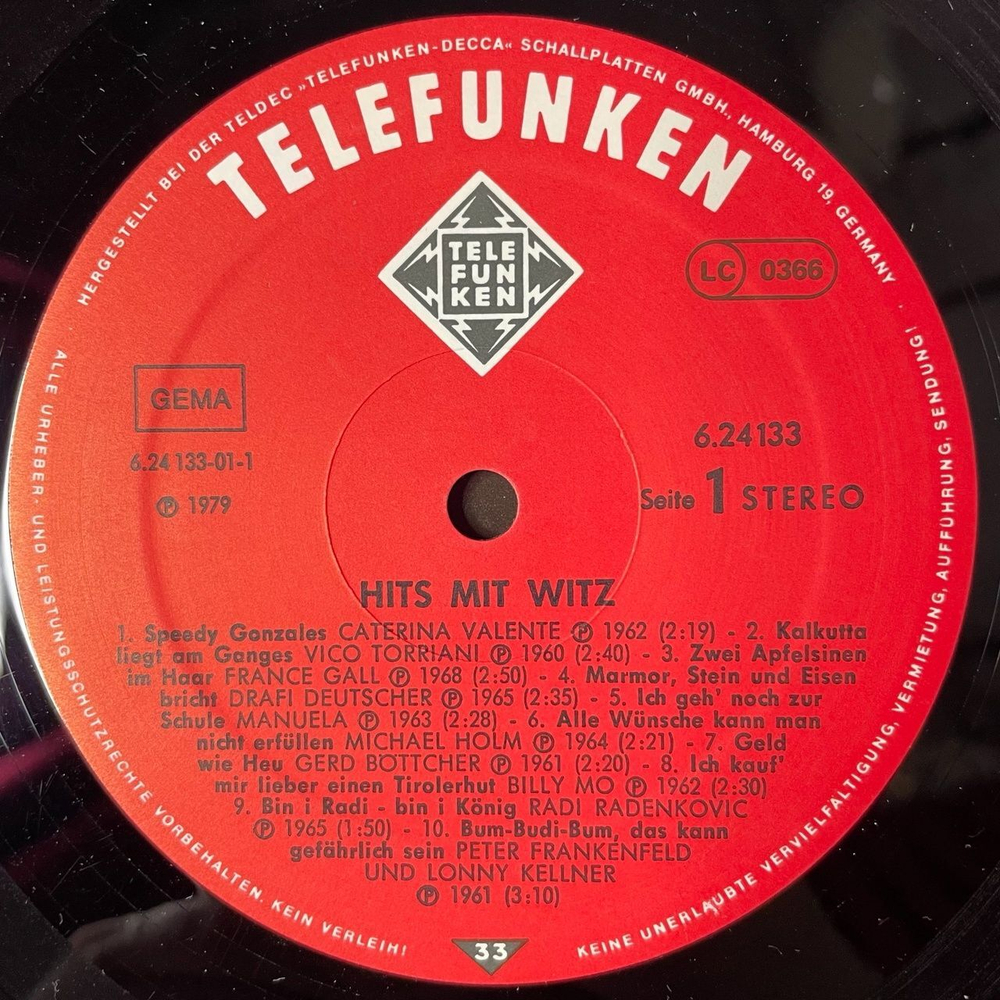 HERGESTELLT BEI DER TELDEC »TELEFUNKEN-DECCA« SCHALLPLATTEN GMBH., HAMBURG 19, GERMANY
TELEFUNKEN
TELE
FUN
KEN
LC 0366
GEMA
6.24133
6.24 133-01-1
Seite 1 STEREO
℗ 1979
HITS MIT WITZ
1. Speedy Gonzales CATERINA VALENTE ℗ 1962 (2:19) - 2. Kalkutta
liegt am Ganges VICO TORRIANI ℗ 1960 (2:40) - 3. Zwei Apfelsinen
im Haar FRANCE GALL ℗ 1968 (2:50) - 4. Marmor, Stein und Eisen
bricht DRAFI DEUTSCHER ℗ 1965 (2:35) - 5. Ich geh' noch zur
Schule MANUELA ℗ 1963 (2:28) - 6. Alle Wünsche kann man
nicht erfüllen MICHAEL HOLM ℗ 1964 (2:21) - 7. Geld
wie Heu GERD BÖTTCHER ℗ 1961 (2:20) - 8. Ich kauf'
mir lieber einen Tirolerhut BILLY MO ℗ 1962 (2:30)
9. Bin i Radi - bin i König RADI RADENKOVIC
℗ 1965 (1:50) - 10. Bum-Budi-Bum, das kann
gefährlich sein PETER FRANKENFELD
UND LONNY KELLNER
℗ 1961 (3:10)
ALLE URHEBER- UND LEISTUNGSSCHUTZRECHTE VORBEHALTEN. KEIN VERLEIH!
33
KEINE UNERLAUBTE VERVIELFÄLTIGUNG, VERMIETUNG, AUFFÜHRUNG, SENDUNG!